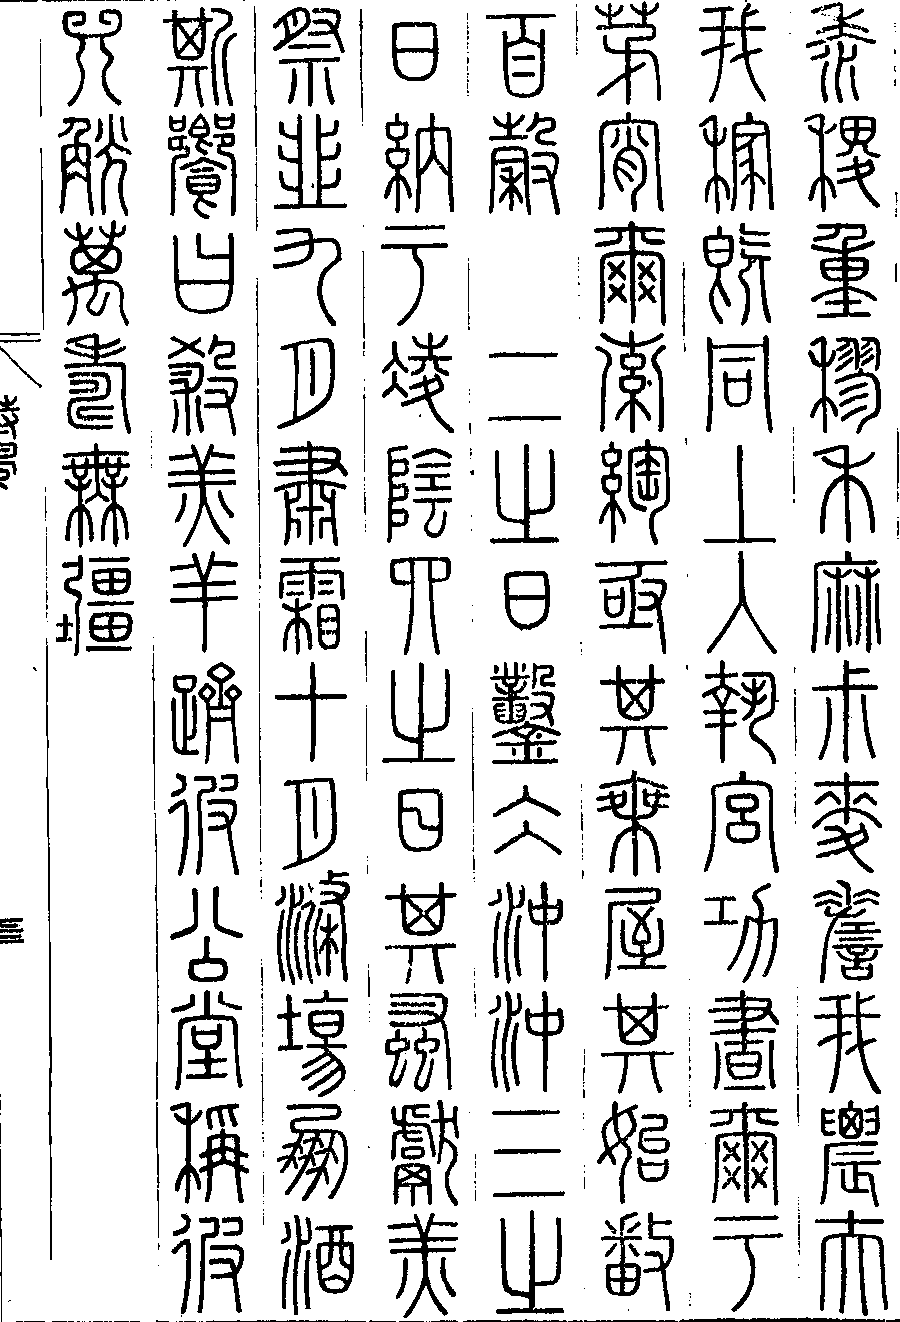 黍稷重穋禾麻尗麥嗟我農夫
我稼既同上入執宮功晝爾于
茅宵爾索綯亟其乘屋其始播
百穀 二之日鑿仌沖沖三之
日納于凌陰四之日其蚤獻羔
祭韭九月肅霜十月滌場朋酒
斯饗曰殺羔羊躋彼公堂稱彼
兕觥萬壽無疆